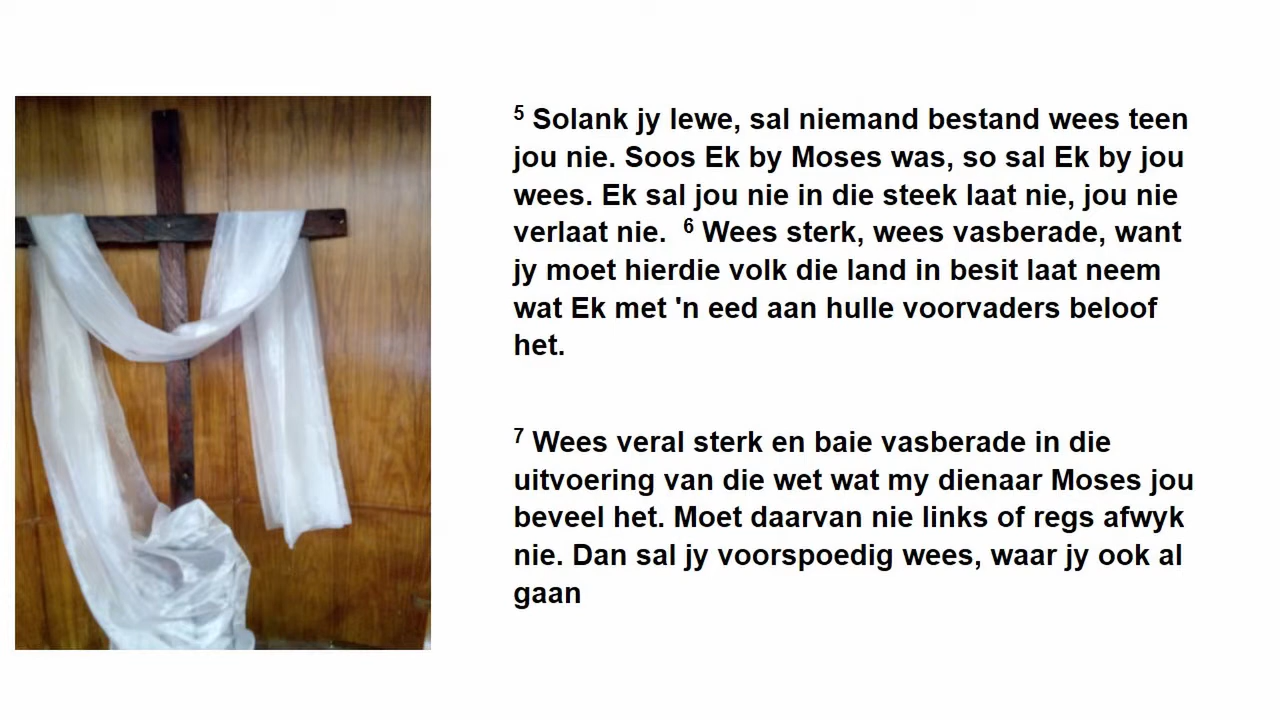 5 Solank jy lewe, sal niemand bestand wees teen
jou nie. Soos Ek by Moses was, so sal Ek by jou
wees. Ek sal jou nie in die steek laat nie, jou nie
verlaat nie. 6 Wees sterk, wees vasberade, want
jy moet hierdie volk die land in besit laat neem
wat Ek met 'n eed aan hulle voorvaders beloof
het.
7 Wees veral sterk en baie vasberade in die
uitvoering van die wet wat my dienaar Moses jou
beveel het. Moet daarvan nie links of regs afwyk
nie. Dan sal jy voorspoedig wees, waar jy ook al
gaan